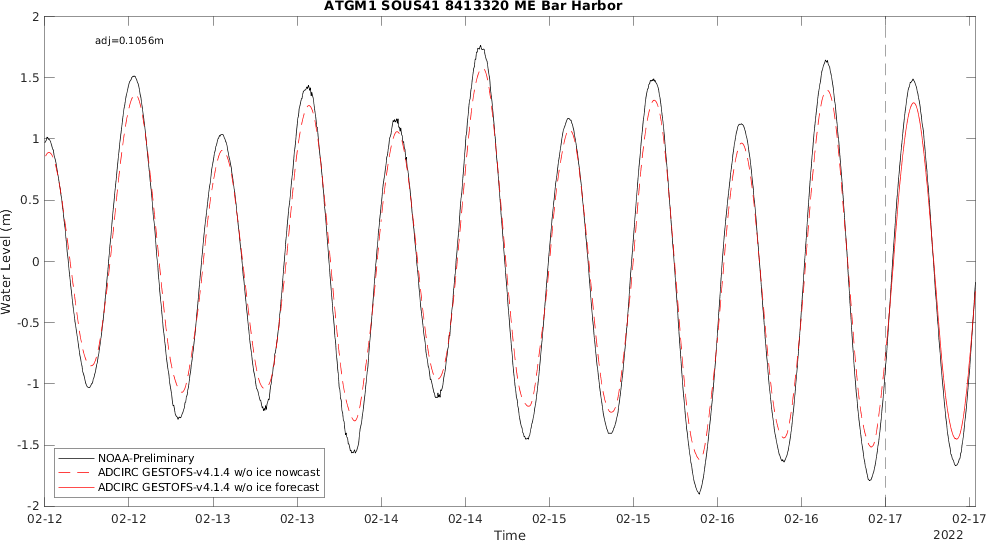 ATGM1 SOUS41 8413320 ME Bar Harbor
adj=0.1056m
2
1.5
1
0.5
0
-0.5
-1
-1.5
-2
Water Level (m)
NOAA-Preliminary
ADCIRC GESTOFS-v4.1.4 w/o ice nowcast
ADCIRC GESTOFS-v4.1.4 w/o ice forecast
02-12 02-12 02-13 02-13 02-14 02-14 02-15 02-15 02-16 02-16 02-17 02-17
Time
2022